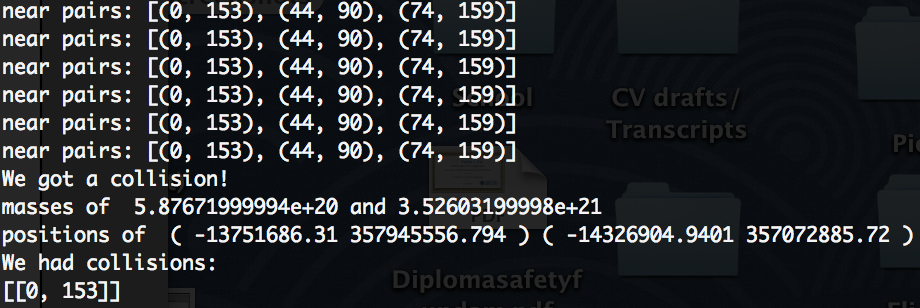 near pairs: [(0, 153), (44, 90), (74, 159)]
near pairs: [(0, 153), (44, 90), (74, 159)]
near pairs: [(0, 153), (44, 90), (74, 159)]
near pairs: [(0, 153), (44, 90), (74, 159)]
near pairs: [(0, 153), (44, 90), (74, 159)]
near pairs: [(0, 153), (44, 90), (74, 159)]
We got a collision!
masses of  5.87671999994e+20 and 3.52603199998e+21
positions of  ( -13751686.31 357945556.794 ) ( -14326904.9401 357072885.72 )
We had collisions:
[[0, 153]]
School
CV drafts/
Transcripts
PDF
Diplomasafetyf